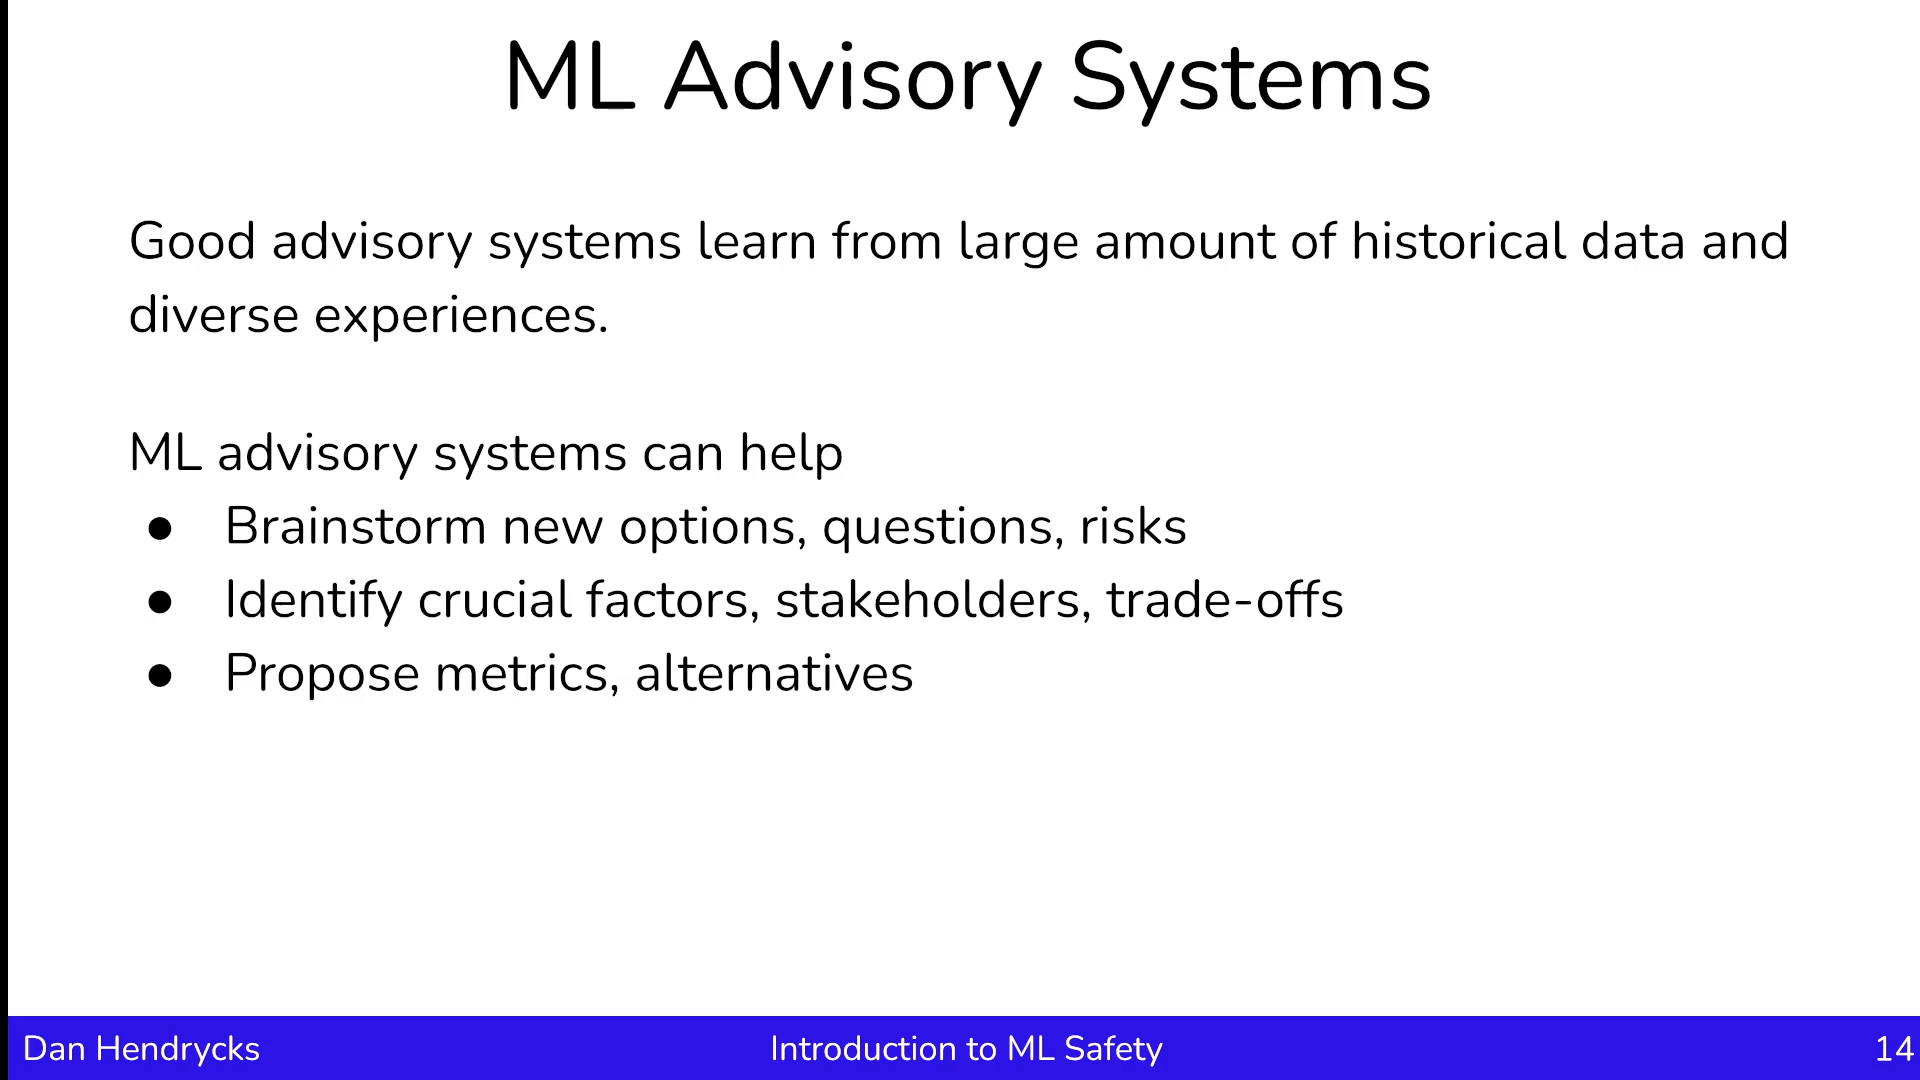 ML Advisory Systems
Good advisory systems learn from large amount of historical data and
diverse experiences.
ML advisory systems can help
● Brainstorm new options, questions, risks
● Identify crucial factors, stakeholders, trade-offs
● Propose metrics, alternatives
Dan Hendrycks
Introduction to ML Safety
14